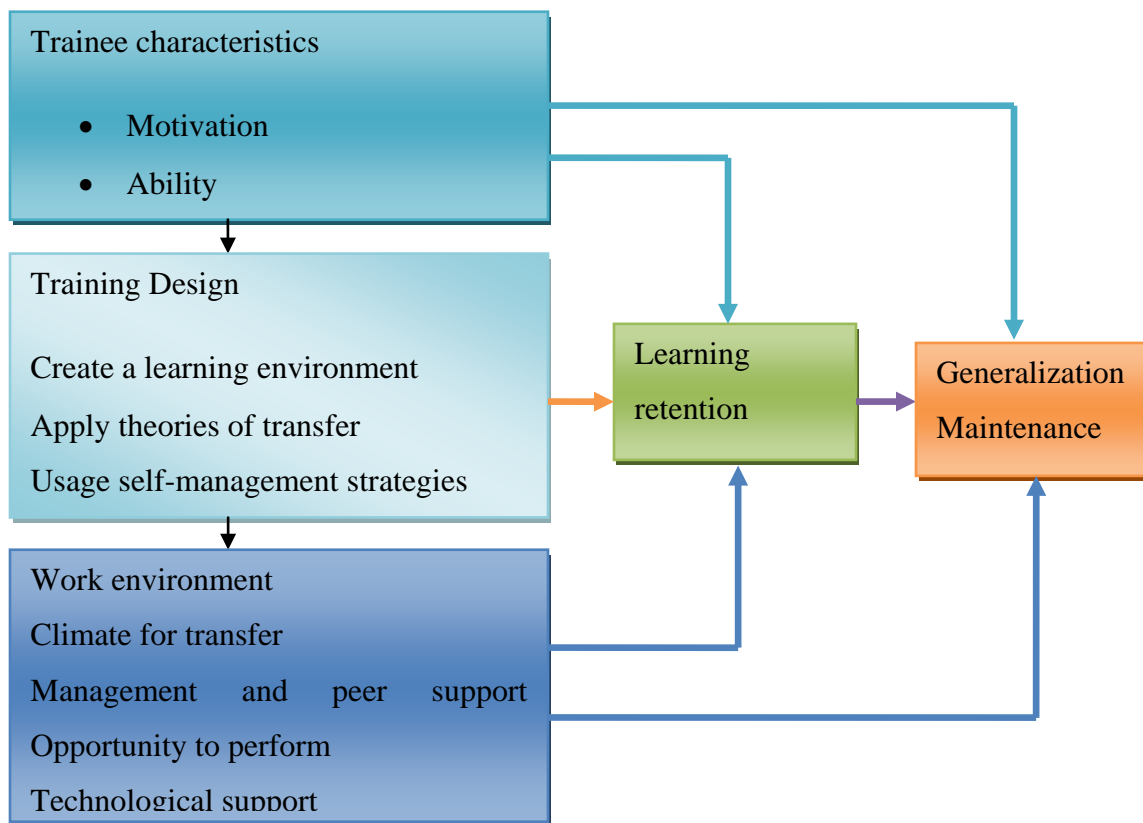 Trainee characteristics
• Motivation
• Ability
Training Design
Create a learning environment
Apply theories of transfer
Usage self-management strategies
Learning
retention
Generalization
Maintenance
Work environment
Climate for transfer
Management and peer support
Opportunity to perform
Technological support